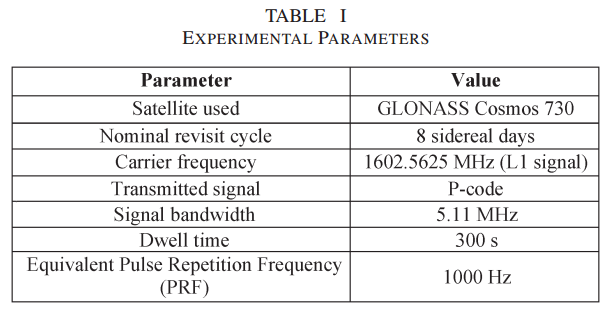 TABLE I
EXPERIMENTAL PARAMETERS
Parameter Value
Satellite used GLONASS Cosmos 730
Nominal revisit cycle 8 sidereal days
Carrier frequency 1602.5625 MHz (L1 signal)
Transmitted signal P-code
Signal bandwidth 5.11 MHz
Dwell time 300 s
Equivalent Pulse Repetition Frequency
(PRF) 1000 Hz